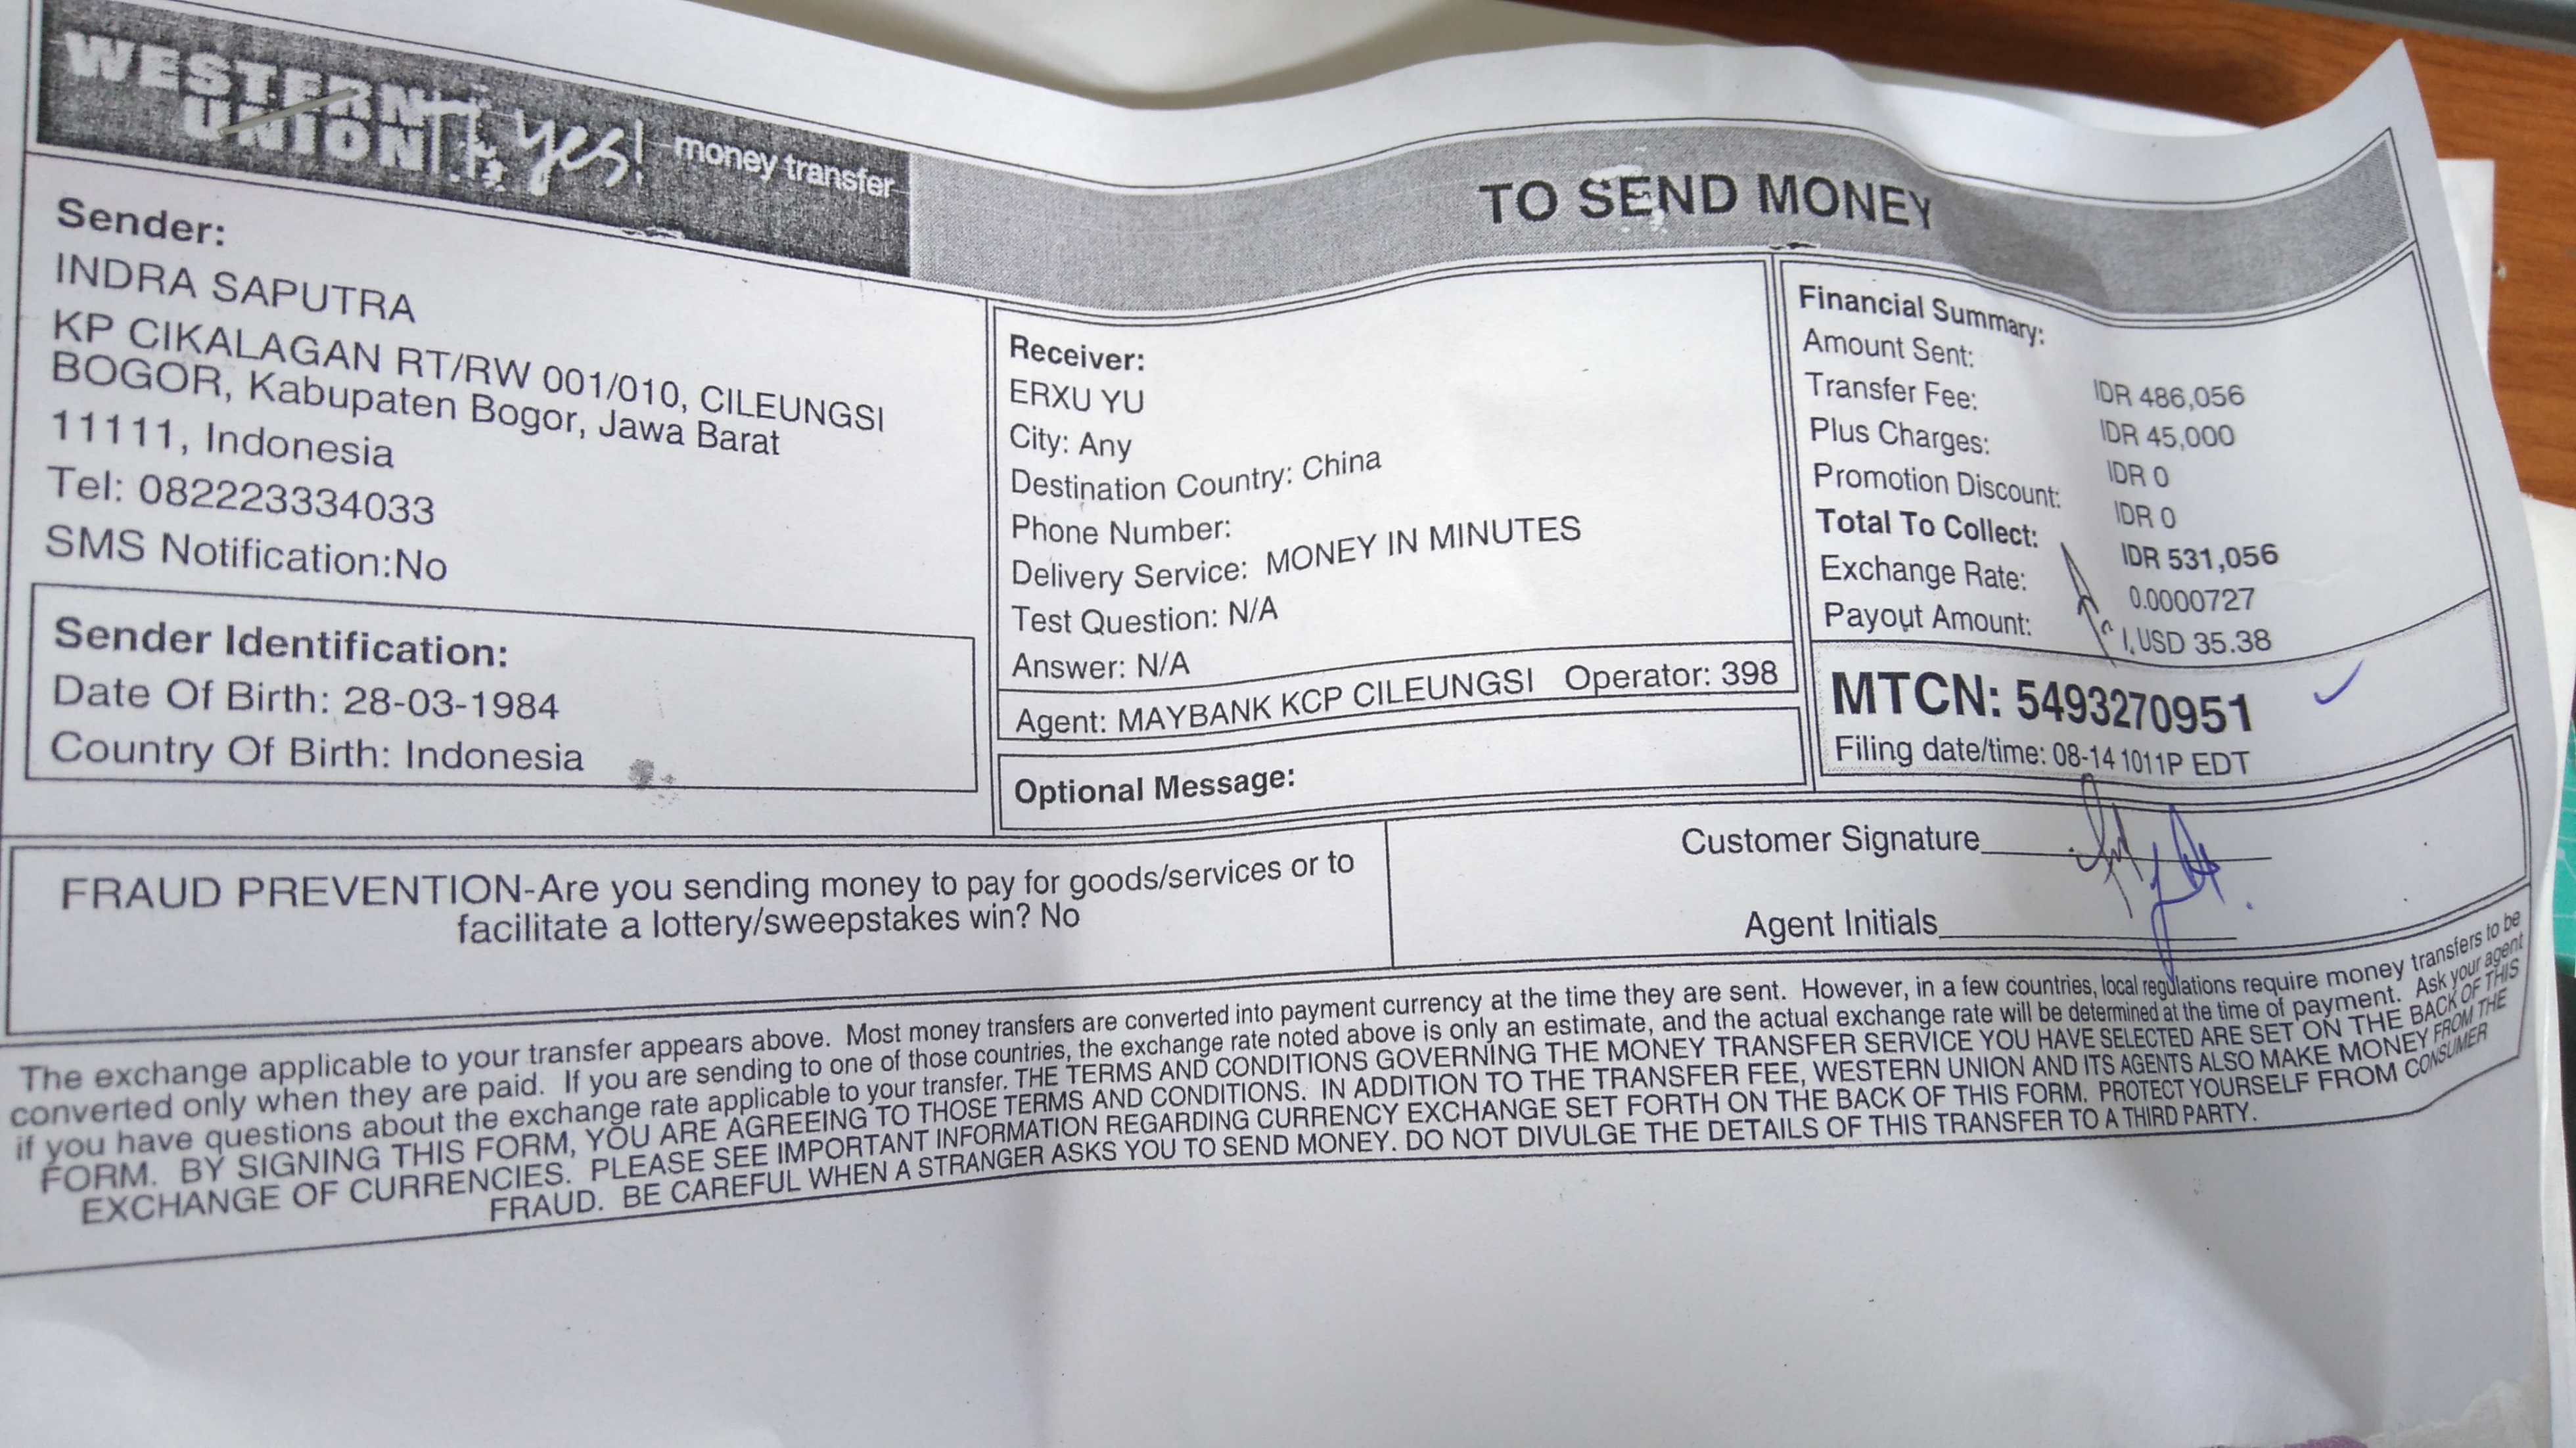 WESTERN
UNION
yes!
money transfer
TO SEND MONEY
Sender:
INDRA SAPUTRA
KP CIKALAGAN RT/RW 001/010, CILEUNGSI
BOGOR, Kabupaten Bogor, Jawa Barat
11111, Indonesia
Tel: 082223334033
SMS Notification:No
Sender Identification:
Date Of Birth: 28-03-1984
Country Of Birth: Indonesia
Receiver:
ERXU YU
City: Any
Destination Country: China
Phone Number:
Delivery Service: MONEY IN MINUTES
Test Question: N/A
Answer: N/A
Agent: MAYBANK KCP CILEUNGSI Operator: 398
Optional Message:
Financial Summary:
Amount Sent: IDR 486,056
Transfer Fee: IDR 45,000
Plus Charges: IDR 0
Promotion Discount: IDR 0
Total To Collect: IDR 531,056
Exchange Rate: 0.0000727
Payout Amount: USD 35.38
MTCN: 5493270951
Filing date/time: 08-14 1011P EDT
FRAUD PREVENTION-Are you sending money to pay for goods/services or to
facilitate a lottery/sweepstakes win? No
Customer Signature
Agent Initials
The exchange applicable to your transfer appears above. Most money transfers are converted into payment currency at the time they are sent. However, in a few countries, local regulations require money transfers to be
converted only when they are paid. If you are sending to one of those countries, the exchange rate noted above is only an estimate, and the actual exchange rate will be determined at the time of payment. Ask your agent
if you have questions about the exchange rate applicable to your transfer. THE TERMS AND CONDITIONS GOVERNING THE MONEY TRANSFER SERVICE YOU HAVE SELECTED ARE SET ON THE BACK OF THIS
FORM. BY SIGNING THIS FORM, YOU ARE AGREEING TO THOSE TERMS AND CONDITIONS. IN ADDITION TO THE TRANSFER FEE, WESTERN UNION AND ITS AGENTS ALSO MAKE MONEY FROM THE
EXCHANGE OF CURRENCIES. PLEASE SEE IMPORTANT INFORMATION REGARDING CURRENCY EXCHANGE SET FORTH ON THE BACK OF THIS FORM. PROTECT YOURSELF FROM CONSUMER
FRAUD. BE CAREFUL WHEN A STRANGER ASKS YOU TO SEND MONEY. DO NOT DIVULGE THE DETAILS OF THIS TRANSFER TO A THIRD PARTY.